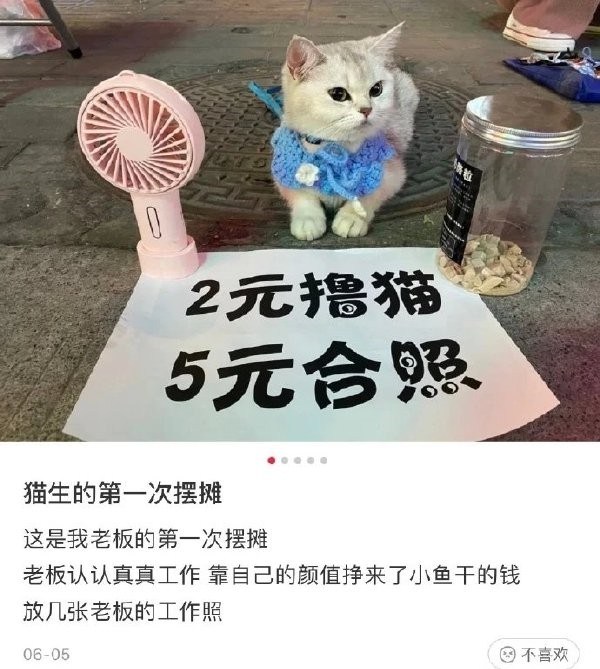 2元撸猫
5元合照
猫生的第一次摆摊
这是我老板的第一次摆摊
老板认认真真工作 靠自己的颜值挣来了小鱼干的钱
放几张老板的工作照
06-05
不喜欢